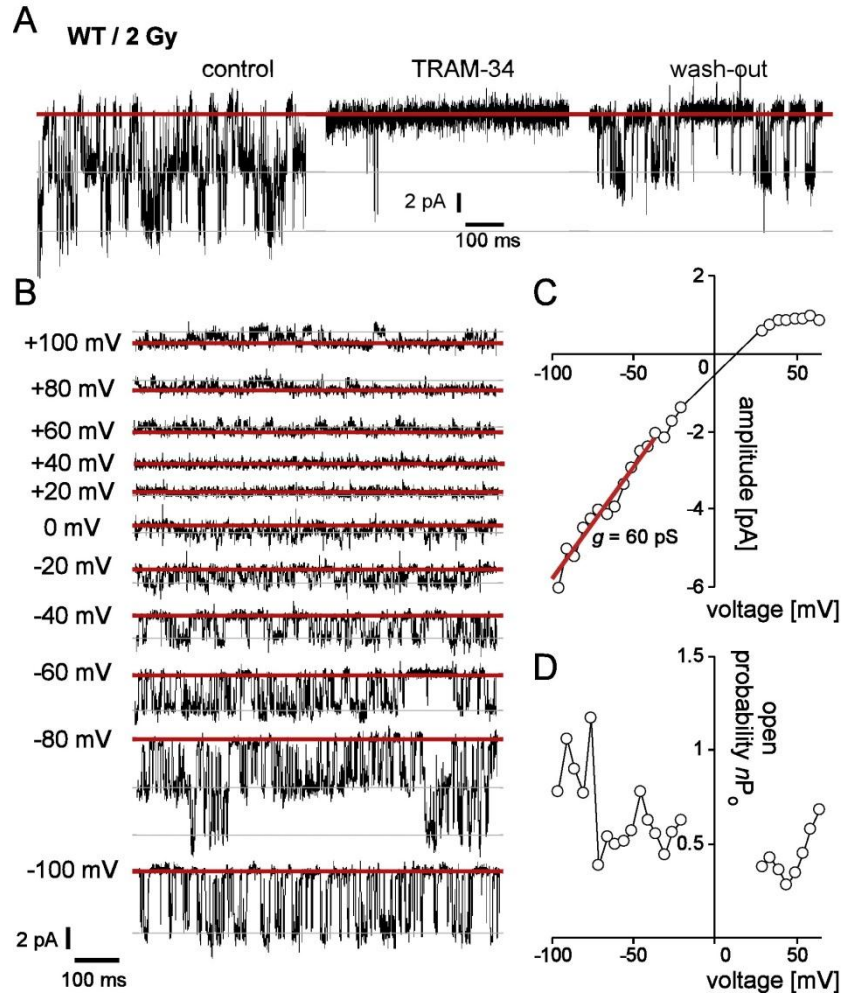 A
WT / 2 Gy
control TRAM-34 wash-out
2 pA
100 ms
B
+100 mV
+80 mV
+60 mV
+40 mV
+20 mV
0 mV
-20 mV
-40 mV
-60 mV
-80 mV
-100 mV
2 pA
100 ms
C
2
-100 -50 0 50
-2
-4
-6
amplitude [pA]
g = 60 pS
voltage [mV]
D
1.5
1
0.5
open
probability nPo
-100 -50 0 50
voltage [mV]